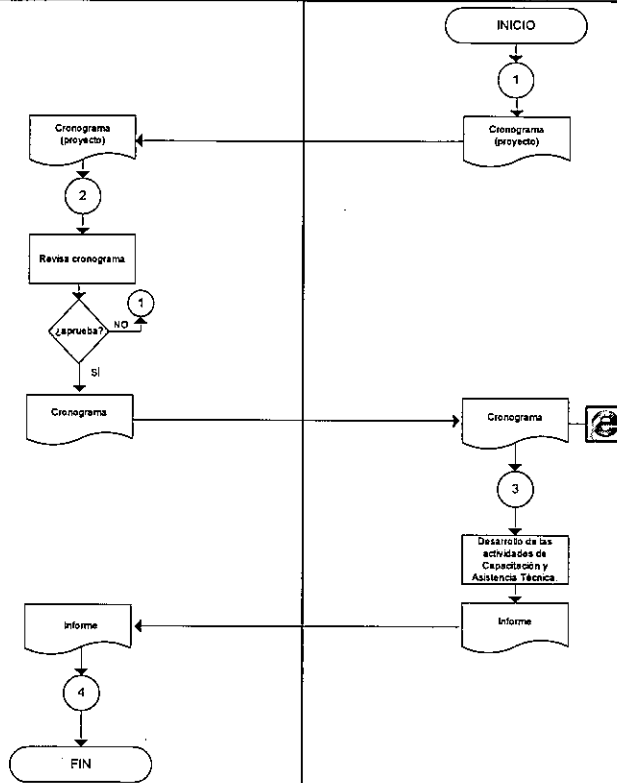 INICIO
1
Cronograma
(proyecto)
Cronograma
(proyecto)
2
Revisa cronograma
¿aprueba?
NO
1
SÍ
Cronograma
Cronograma
e
3
Desarrollo de las
actividades de
Capacitación y
Asistencia Técnica.
Informe
Informe
4
FIN